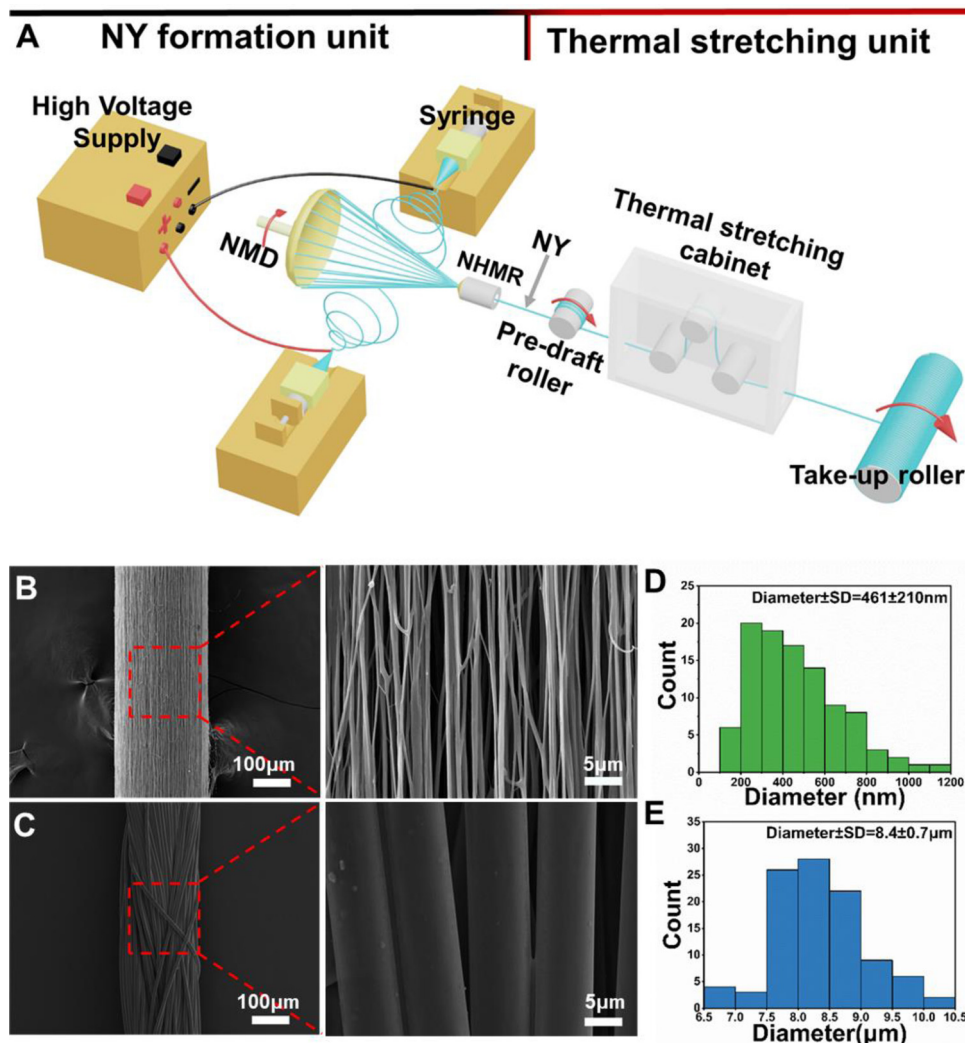 A
NY formation unit
Thermal stretching unit
High Voltage
Supply
Syringe
NMD
NHMR
NY
Pre-draft
roller
Thermal stretching
cabinet
Take-up roller
B
100μm
5μm
C
100μm
5μm
D
Diameter±SD=461±210nm
Count
25
20
15
10
5
0
200 400 600 800 1000 1200
Diameter (nm)
E
Diameter±SD=8.4±0.7μm
Count
35
30
25
20
15
10
5
0
6.5 7.0 7.5 8.0 8.5 9.0 9.5 10.0 10.5
Diameter(μm)